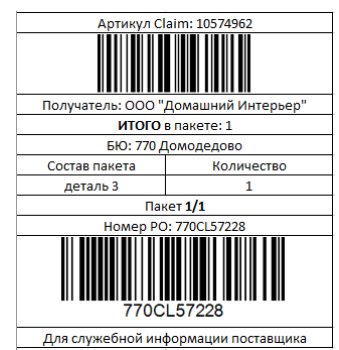 Артикул Claim: 10574962
Получатель: ООО "Домашний Интерьер"
ИТОГО в пакете: 1
БЮ: 770 Домодедово
Состав пакета Количество
деталь 3 1
Пакет 1/1
Номер РО: 770CL57228
770CL57228
Для служебной информации поставщика